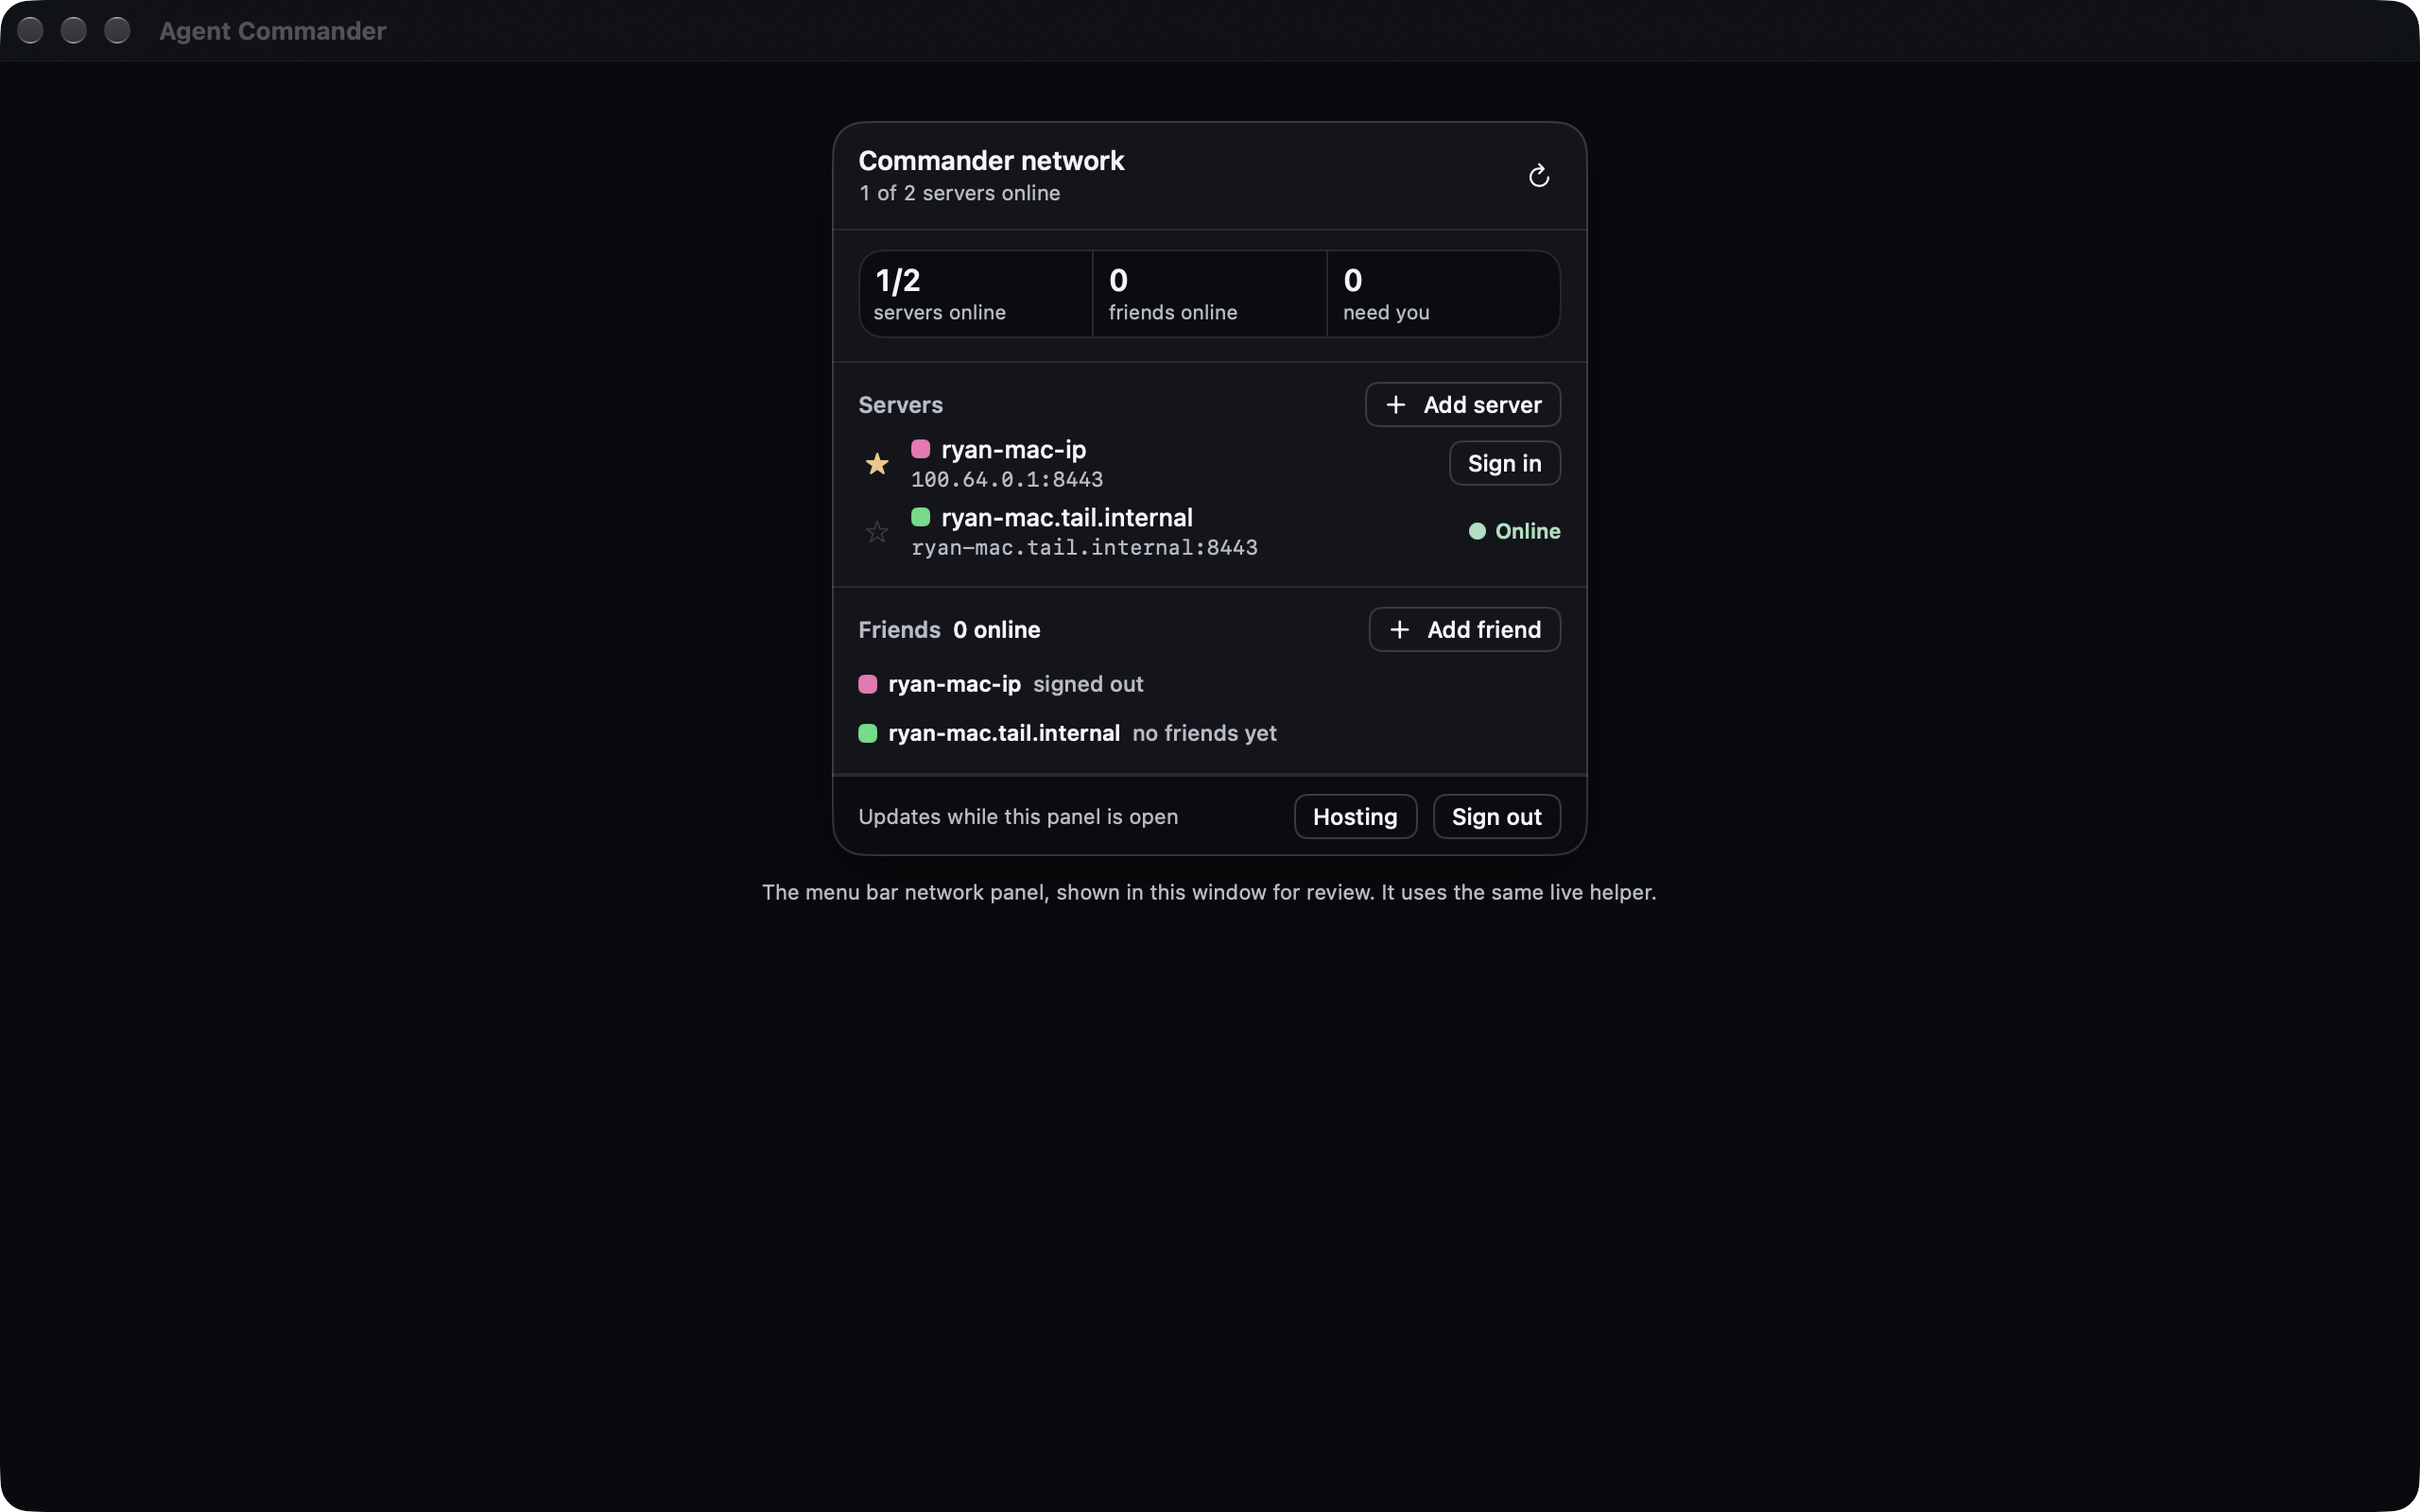 Agent Commander
Commander network
1 of 2 servers online
1/2
servers online
0
friends online
0
need you
Servers
Add server
ryan-mac-ip
100.64.0.1:8443
Sign in
ryan-mac.tail.internal
ryan-mac.tail.internal:8443
Online
Friends 0 online
Add friend
ryan-mac-ip signed out
ryan-mac.tail.internal no friends yet
Updates while this panel is open
Hosting
Sign out
The menu bar network panel, shown in this window for review. It uses the same live helper.